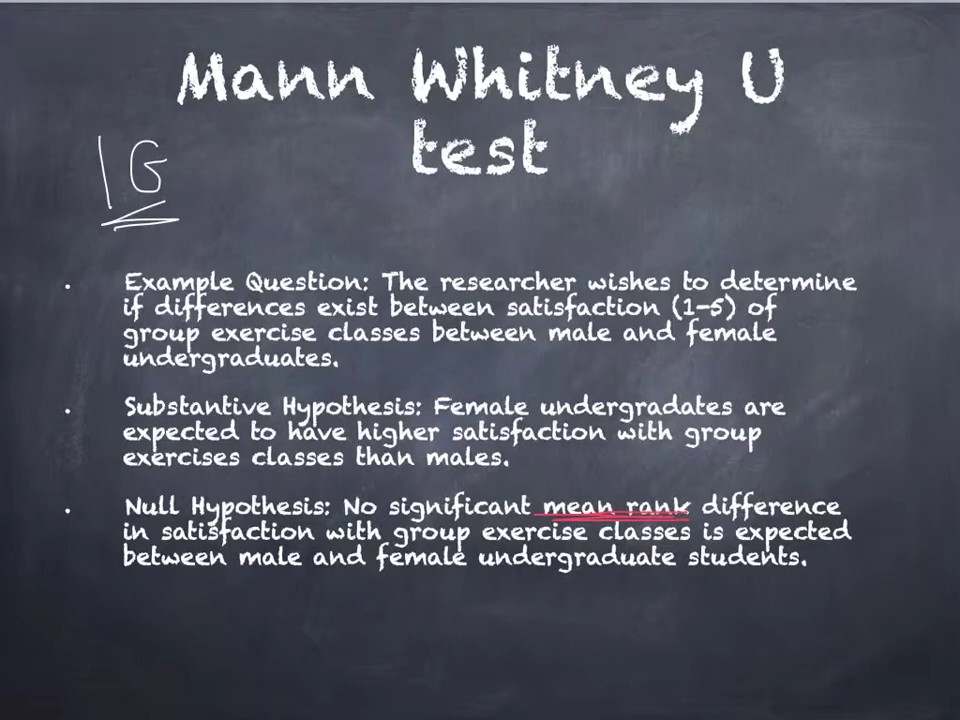 Mann Whitney U
test
IG
. Example Question: The researcher wishes to determine
if differences exist between satisfaction (1-5) of
group exercise classes between male and female
undergraduates.
. Substantive Hypothesis: Female undergradates are
expected to have higher satisfaction with group
exercises classes than males.
. Null Hypothesis: No significant mean rank difference
in satisfaction with group exercise classes is expected
between male and female undergraduate students.